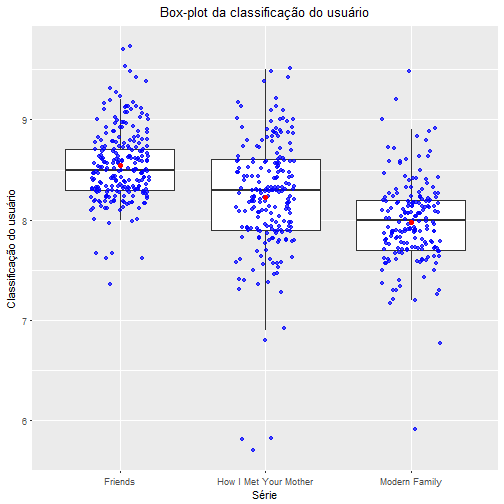 Box-plot da classificação do usuário
Classificação do usuário
9
8
7
6
Friends
How I Met Your Mother
Modern Family
Série